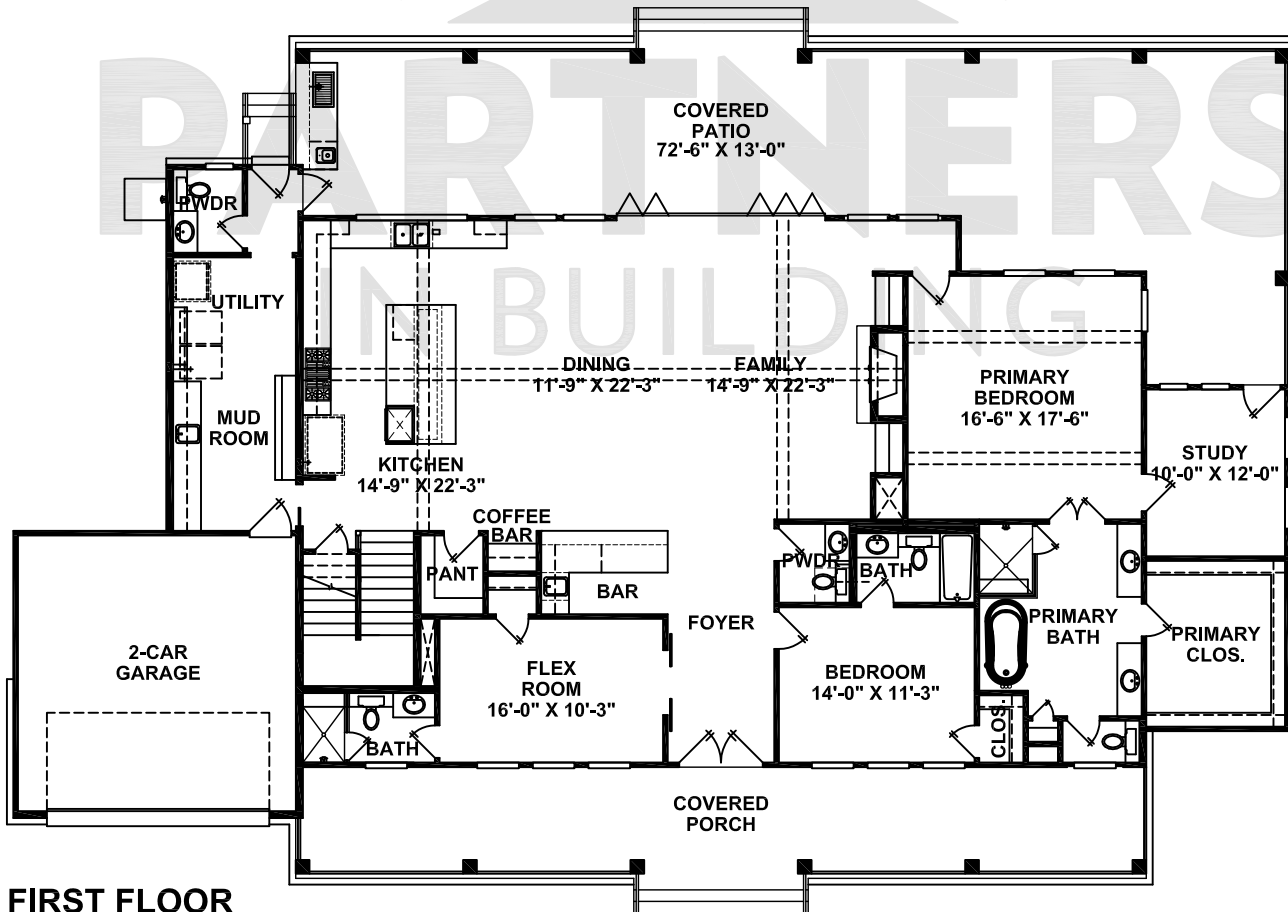 PARTNERS
IN BUILDING
COVERED
PATIO
72'-6" X 13'-0"
PWDR
UTILITY
DINING
11'-9" X 22'-3"
FAMILY
14'-9" X 22'-3"
PRIMARY
BEDROOM
16'-6" X 17'-6"
MUD
ROOM
STUDY
10'-0" X 12'-0"
KITCHEN
14'-9" X 22'-3"
COFFEE
BAR
PANT
BAR
PWDR
BATH
FOYER
PRIMARY
BATH
PRIMARY
CLOS.
2-CAR
GARAGE
FLEX
ROOM
16'-0" X 10'-3"
BEDROOM
14'-0" X 11'-3"
CLOS.
BATH
COVERED
PORCH
FIRST FLOOR